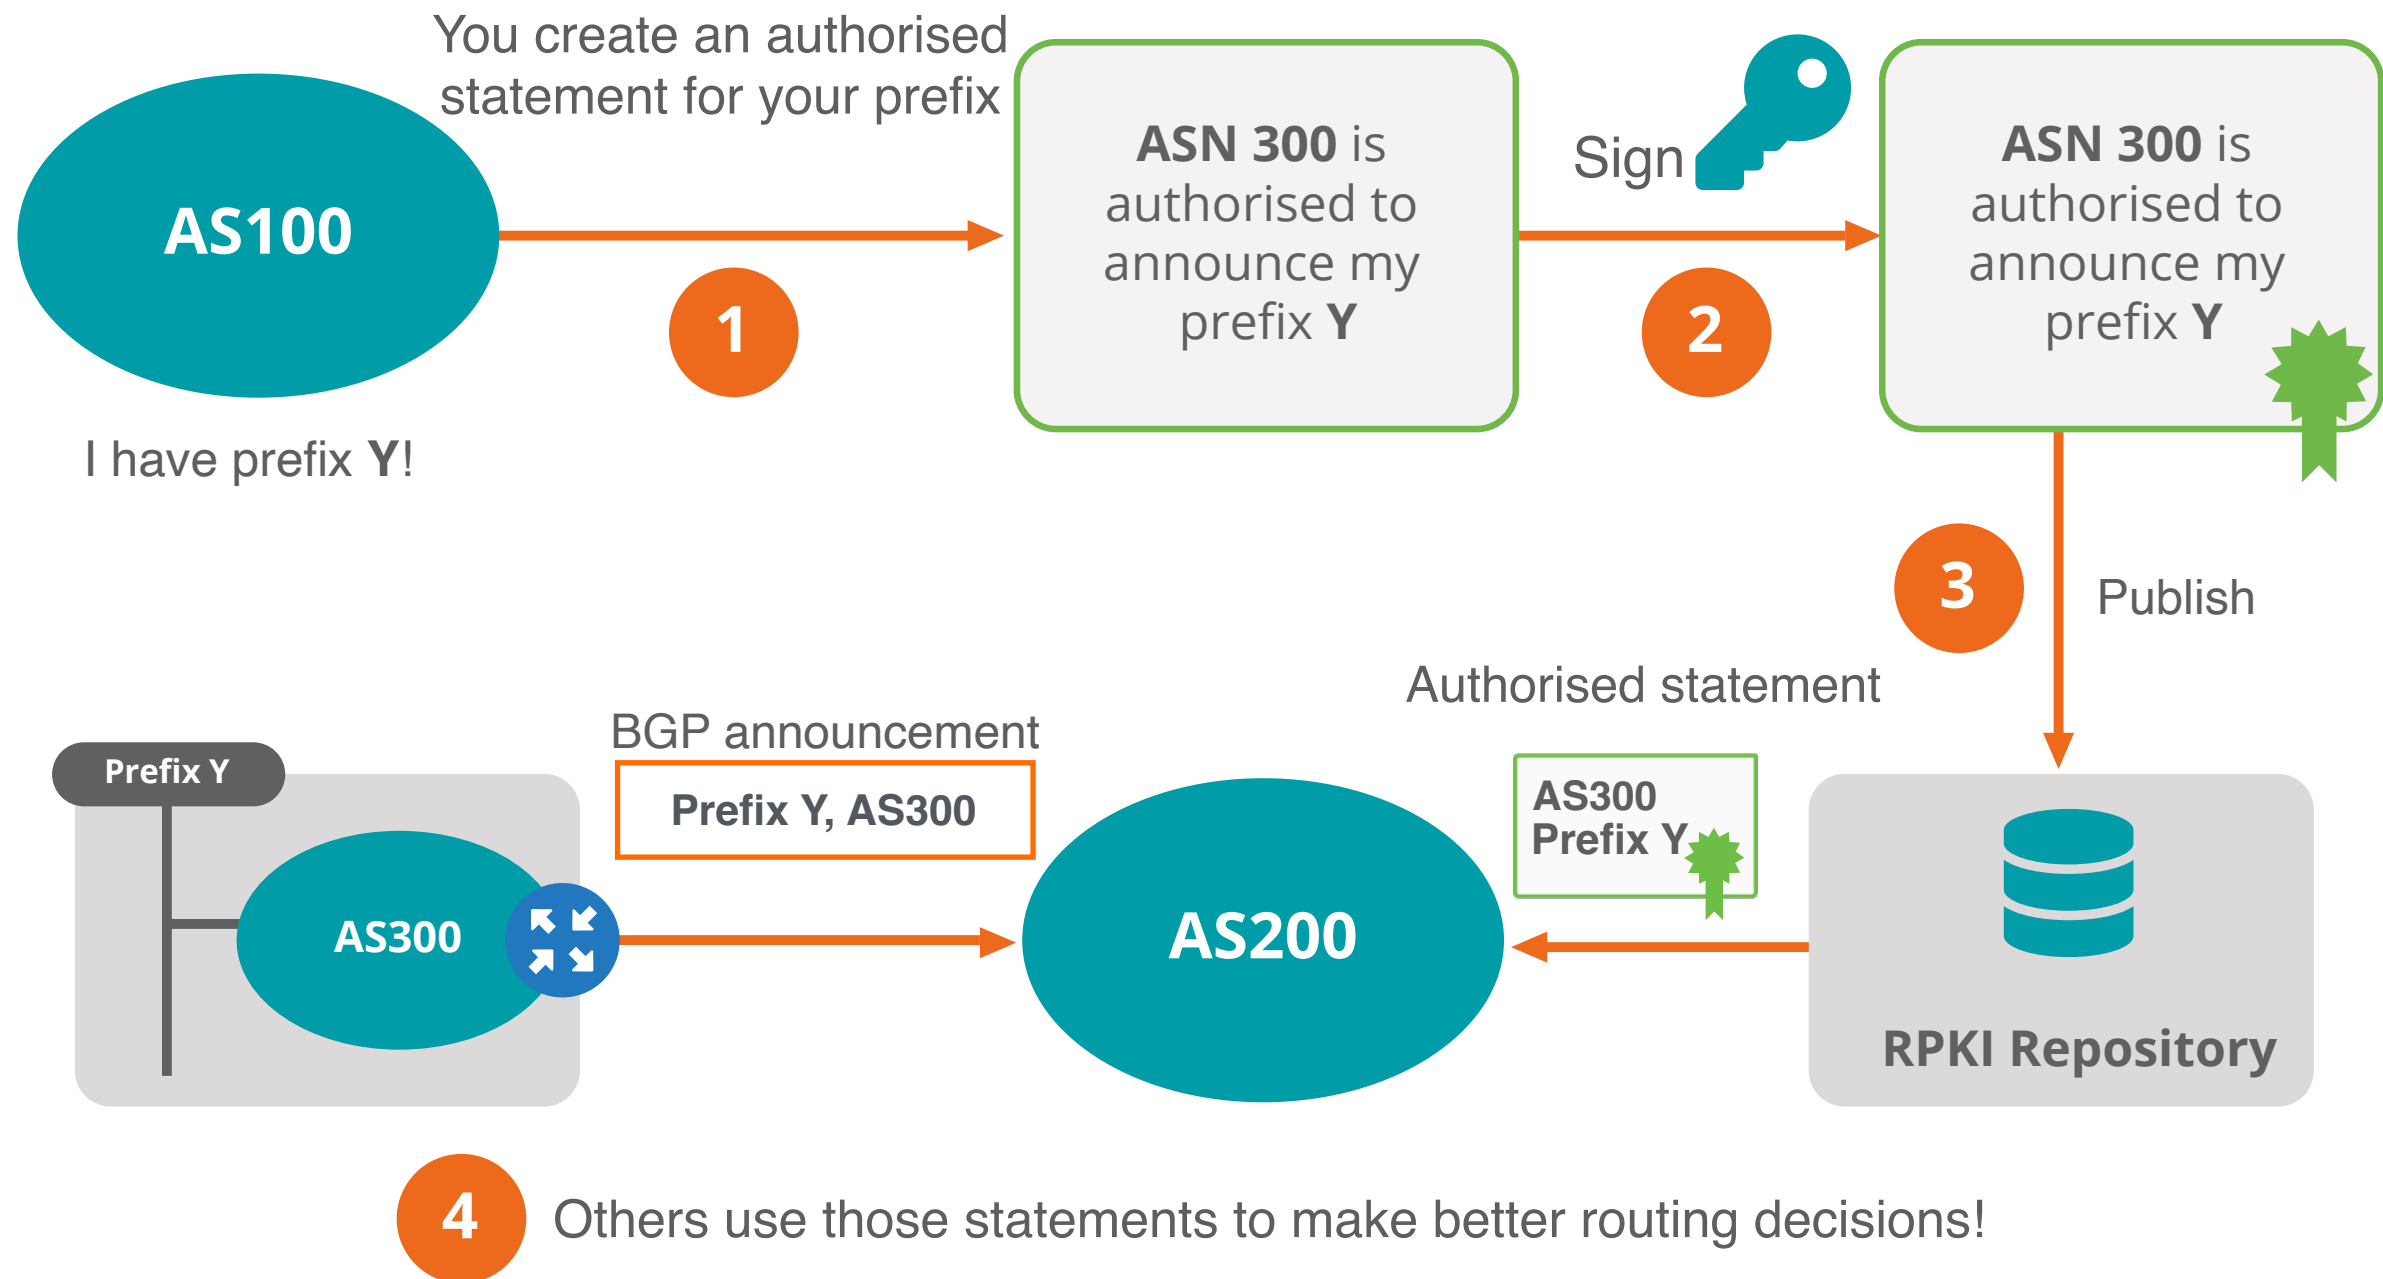 You create an authorised
statement for your prefix
AS100
I have prefix Y!
1
ASN 300 is
authorised to
announce my
prefix Y
Sign
2
ASN 300 is
authorised to
announce my
prefix Y
3
Publish
Prefix Y
AS300
BGP announcement
Prefix Y, AS300
AS200
Authorised statement
AS300
Prefix Y
RPKI Repository
4
Others use those statements to make better routing decisions!